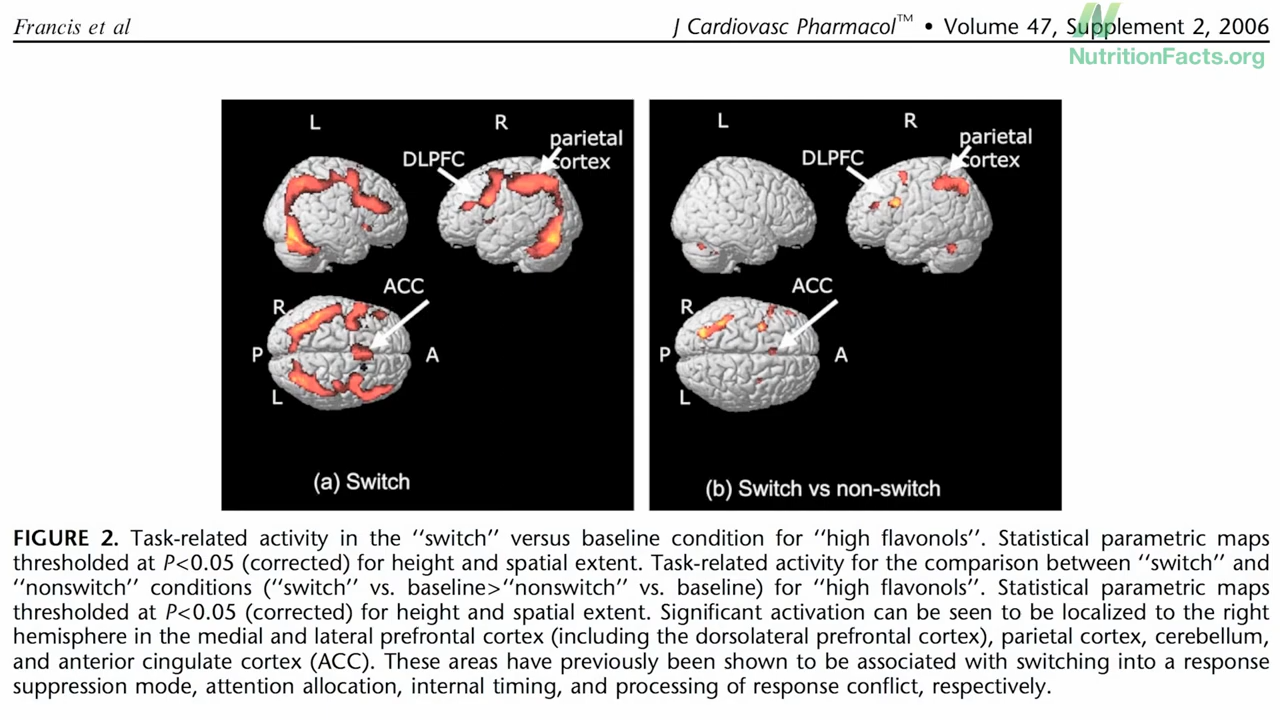 Francis et al
J Cardiovasc Pharmacol™ • Volume 47, Supplement 2, 2006
NutritionFacts.org
L
R
DLPFC
parietal
cortex
ACC
R
P
A
L
(a) Switch
L
R
DLPFC
parietal
cortex
ACC
R
P
A
L
(b) Switch vs non-switch
FIGURE 2. Task-related activity in the ‘‘switch’’ versus baseline condition for ‘‘high flavonols’’. Statistical parametric maps
thresholded at P<0.05 (corrected) for height and spatial extent. Task-related activity for the comparison between ‘‘switch’’ and
‘‘nonswitch’’ conditions (‘‘switch’’ vs. baseline>‘‘nonswitch’’ vs. baseline) for ‘‘high flavonols’’. Statistical parametric maps
thresholded at P<0.05 (corrected) for height and spatial extent. Significant activation can be seen to be localized to the right
hemisphere in the medial and lateral prefrontal cortex (including the dorsolateral prefrontal cortex), parietal cortex, cerebellum,
and anterior cingulate cortex (ACC). These areas have previously been shown to be associated with switching into a response
suppression mode, attention allocation, internal timing, and processing of response conflict, respectively.